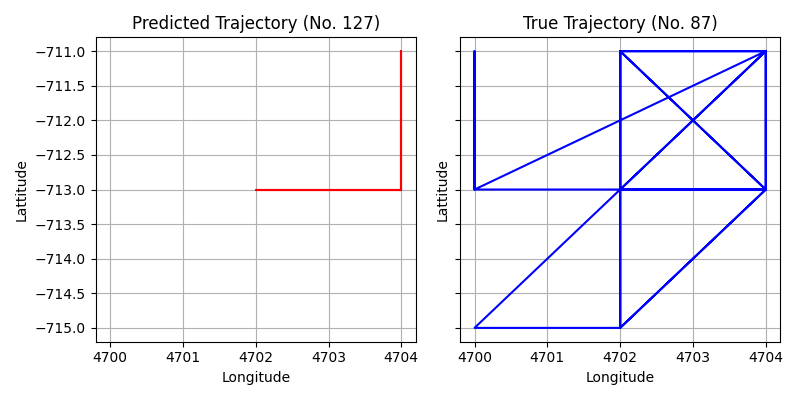 Predicted Trajectory (No. 127)
True Trajectory (No. 87)
Lattitude
−711.0
−711.5
−712.0
−712.5
−713.0
−713.5
−714.0
−714.5
−715.0
4700 4701 4702 4703 4704
Longitude
Lattitude
4700 4701 4702 4703 4704
Longitude